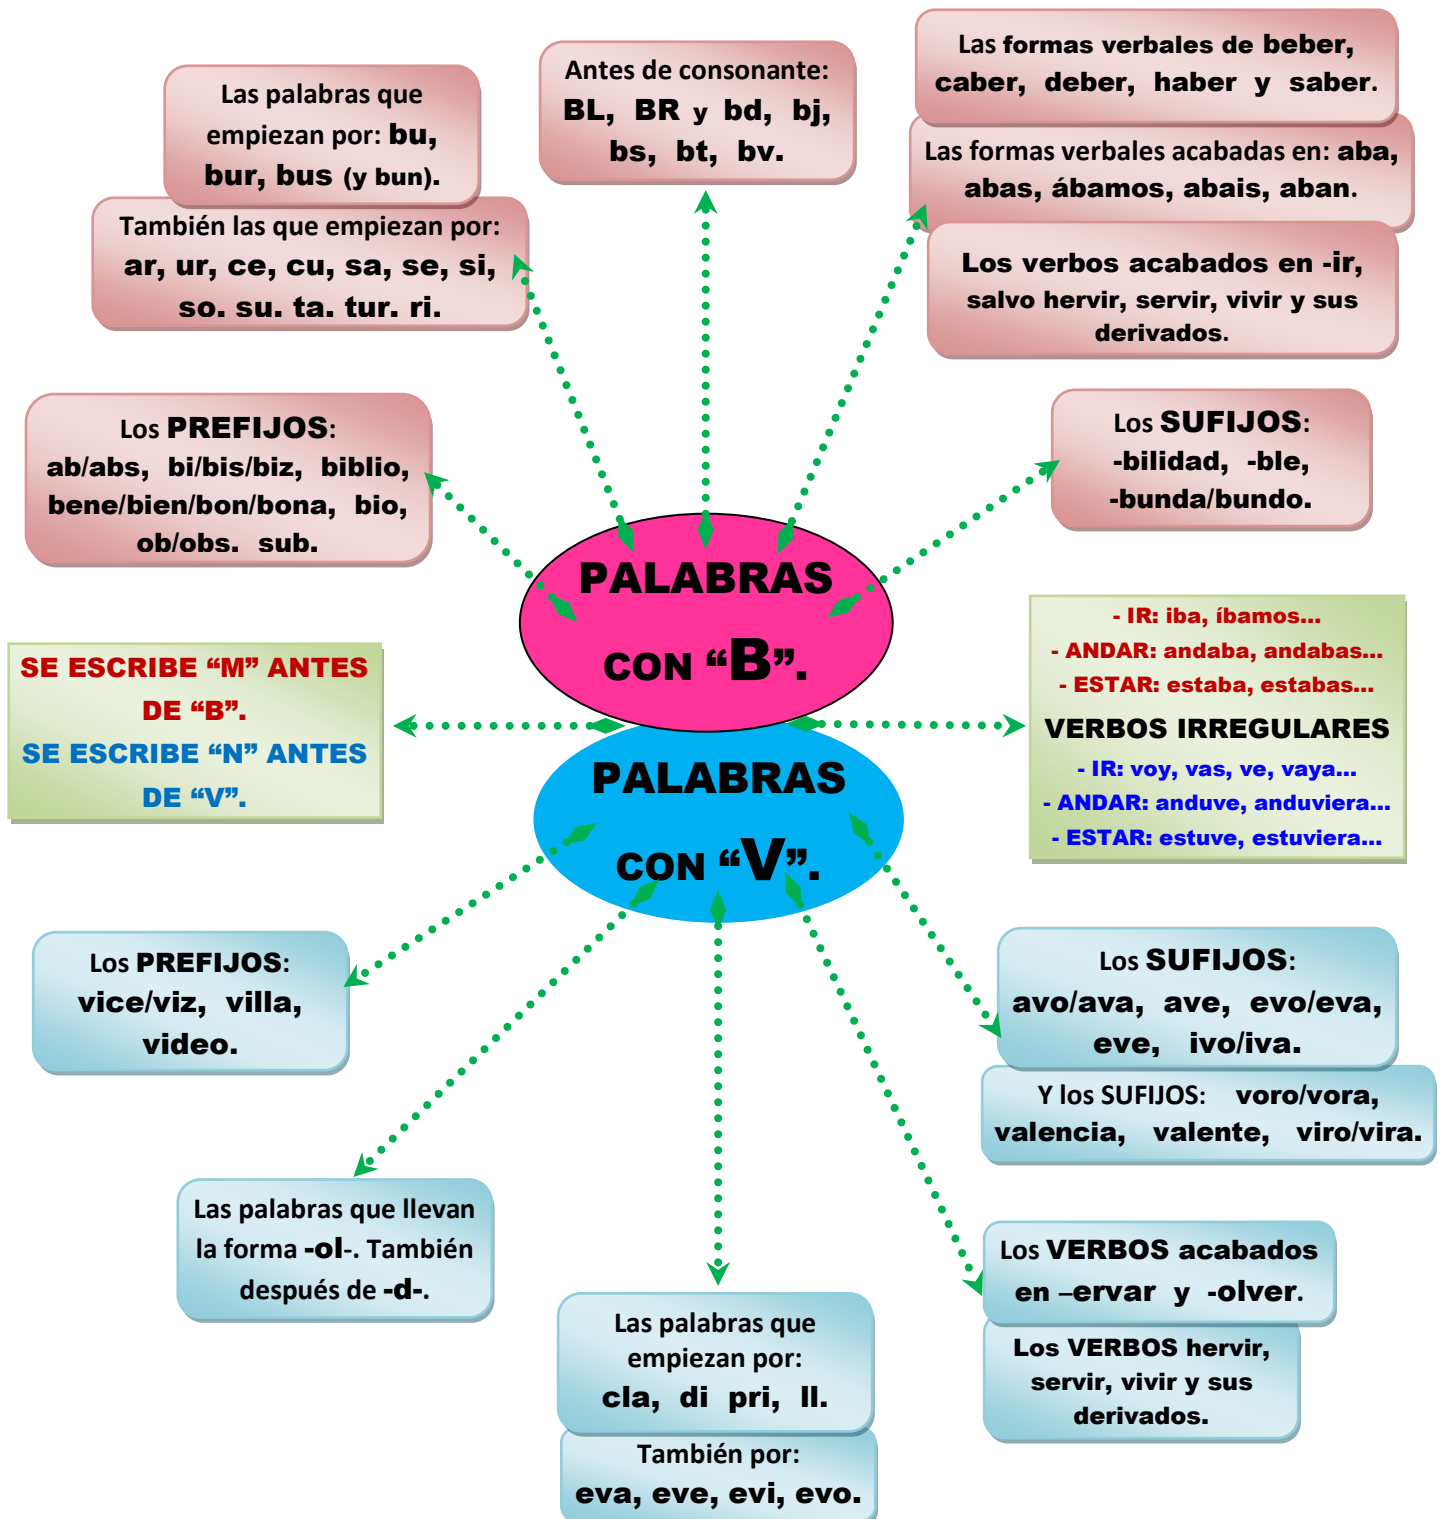 Las palabras que
empiezan por: bu,
bur, bus (y bun).
También las que empiezan por:
ar, ur, ce, cu, sa, se, si,
so. su. ta. tur. ri.
Antes de consonante:
BL, BR y bd, bj,
bs, bt, bv.
Las formas verbales de beber,
caber, deber, haber y saber.
Las formas verbales acabadas en: aba,
abas, ábamos, abais, aban.
Los verbos acabados en -ir,
salvo hervir, servir, vivir y sus
derivados.
Los PREFIJOS:
ab/abs, bi/bis/biz, biblio,
bene/bien/bon/bona, bio,
ob/obs. sub.
Los SUFIJOS:
-bilidad, -ble,
-bunda/bundo.
PALABRAS
CON “B”.
SE ESCRIBE “M” ANTES
DE “B”.
SE ESCRIBE “N” ANTES
DE “V”.
- IR: iba, íbamos...
- ANDAR: andaba, andabas...
- ESTAR: estaba, estabas...
VERBOS IRREGULARES
- IR: voy, vas, ve, vaya...
- ANDAR: anduve, anduviera...
- ESTAR: estuve, estuviera...
PALABRAS
CON “V”.
Los PREFIJOS:
vice/viz, villa,
video.
Los SUFIJOS:
avo/ava, ave, evo/eva,
eve, ivo/iva.
Y los SUFIJOS: voro/vora,
valencia, valente, viro/vira.
Las palabras que llevan
la forma -ol-. También
después de -d-.
Las palabras que
empiezan por:
cla, di pri, ll.
También por:
eva, eve, evi, evo.
Los VERBOS acabados
en –ervar y -olver.
Los VERBOS hervir,
servir, vivir y sus
derivados.